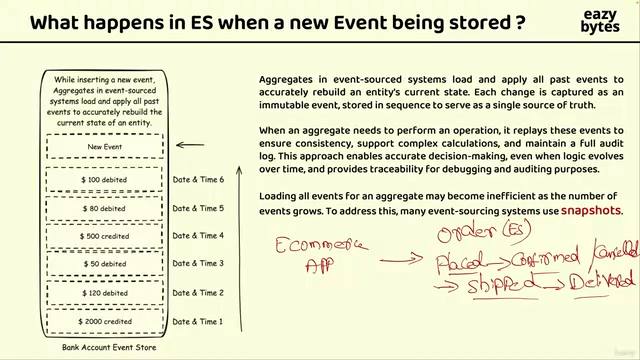 What happens in ES when a new Event being stored ?
eazy
bytes
While inserting a new event,
Aggregates in event-sourced
systems load and apply all past
events to accurately rebuild the
current state of an entity.
New Event
$ 100 debited
Date & Time 6
$ 80 debited
Date & Time 5
$ 500 credited
Date & Time 4
$ 50 debited
Date & Time 3
$ 120 debited
Date & Time 2
$ 2000 credited
Date & Time 1
Bank Account Event Store
Aggregates in event-sourced systems load and apply all past events to
accurately rebuild an entity's current state. Each change is captured as an
immutable event, stored in sequence to serve as a single source of truth.
When an aggregate needs to perform an operation, it replays these events to
ensure consistency, support complex calculations, and maintain a full audit
log. This approach enables accurate decision-making, even when logic evolves
over time, and provides traceability for debugging and auditing purposes.
Loading all events for an aggregate may become inefficient as the number of
events grows. To address this, many event-sourcing systems use snapshots.
Ecommerce
APP
Order (ES)
Placed → Confirmed / Cancelled
→ Shipped → Delivered